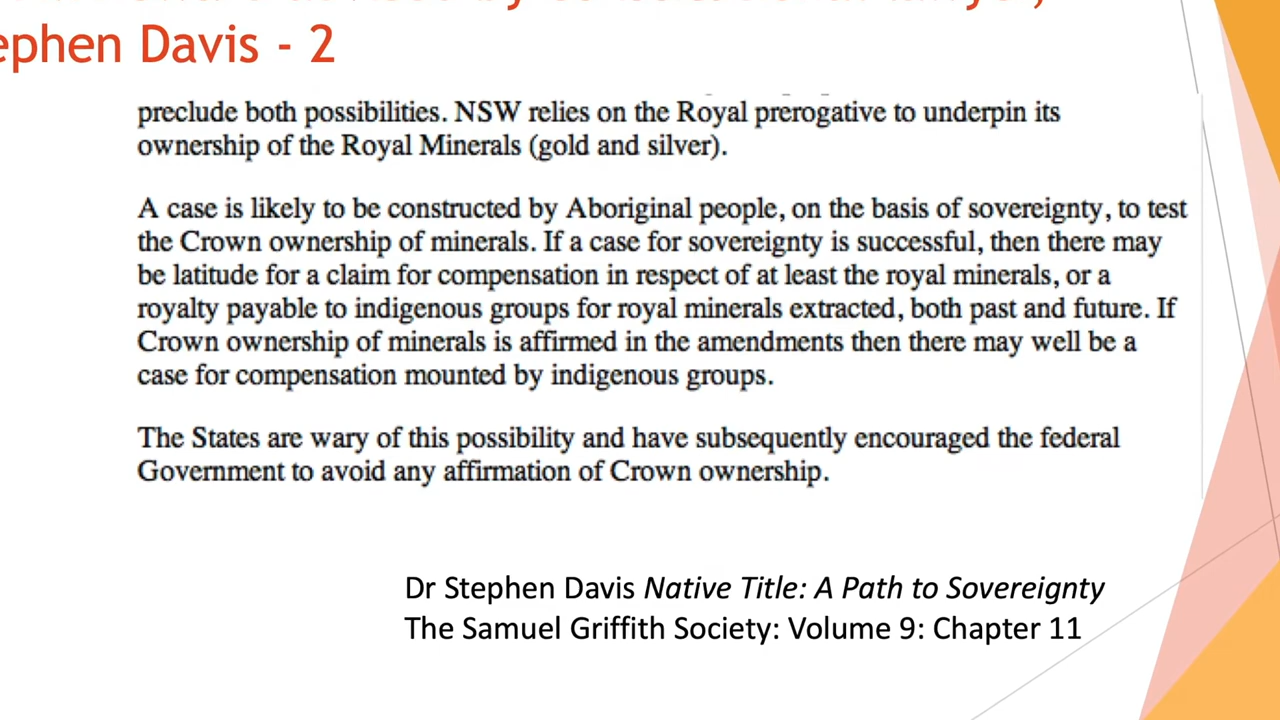 ephen Davis - 2
preclude both possibilities. NSW relies on the Royal prerogative to underpin its
ownership of the Royal Minerals (gold and silver).
A case is likely to be constructed by Aboriginal people, on the basis of sovereignty, to test
the Crown ownership of minerals. If a case for sovereignty is successful, then there may
be latitude for a claim for compensation in respect of at least the royal minerals, or a
royalty payable to indigenous groups for royal minerals extracted, both past and future. If
Crown ownership of minerals is affirmed in the amendments then there may well be a
case for compensation mounted by indigenous groups.
The States are wary of this possibility and have subsequently encouraged the federal
Government to avoid any affirmation of Crown ownership.
Dr Stephen Davis Native Title: A Path to Sovereignty
The Samuel Griffith Society: Volume 9: Chapter 11